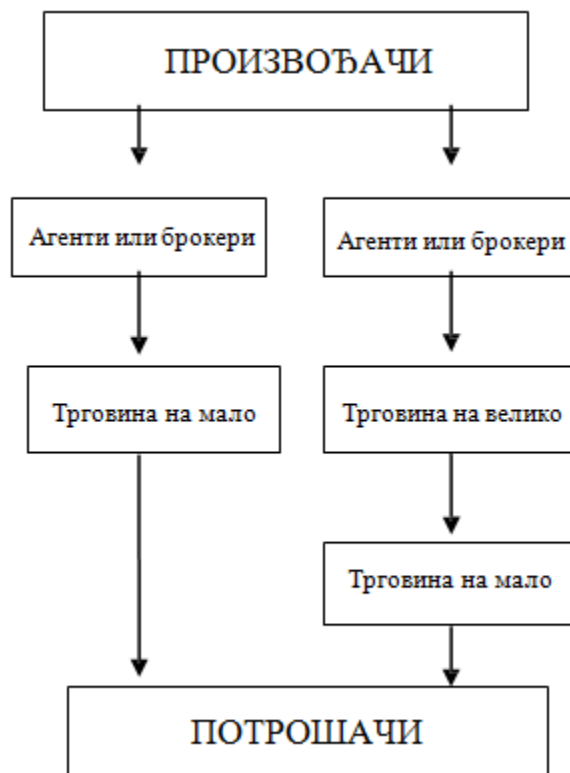 ПРОИЗВОЂАЧИ
Агенти или брокери
Агенти или брокери
Трговина на мало
Трговина на велико
Трговина на мало
ПОТРОШАЧИ